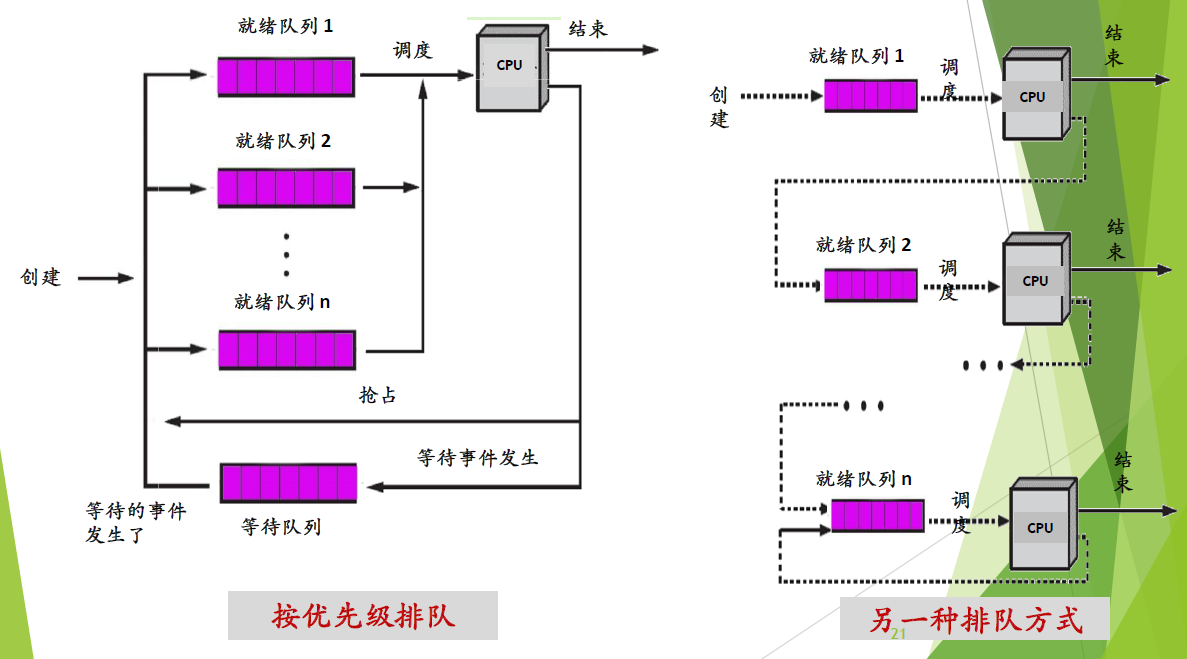 就绪队列 1
调度
CPU
结束
就绪队列 2
创建
就绪队列 n
抢占
等待事件发生
等待的事件
发生了
等待队列
按优先级排队
就绪队列 1
创
建
调
度
CPU
结
束
就绪队列 2
调
度
CPU
结
束
就绪队列 n
调
度
CPU
结
束
另一种排队方式
21